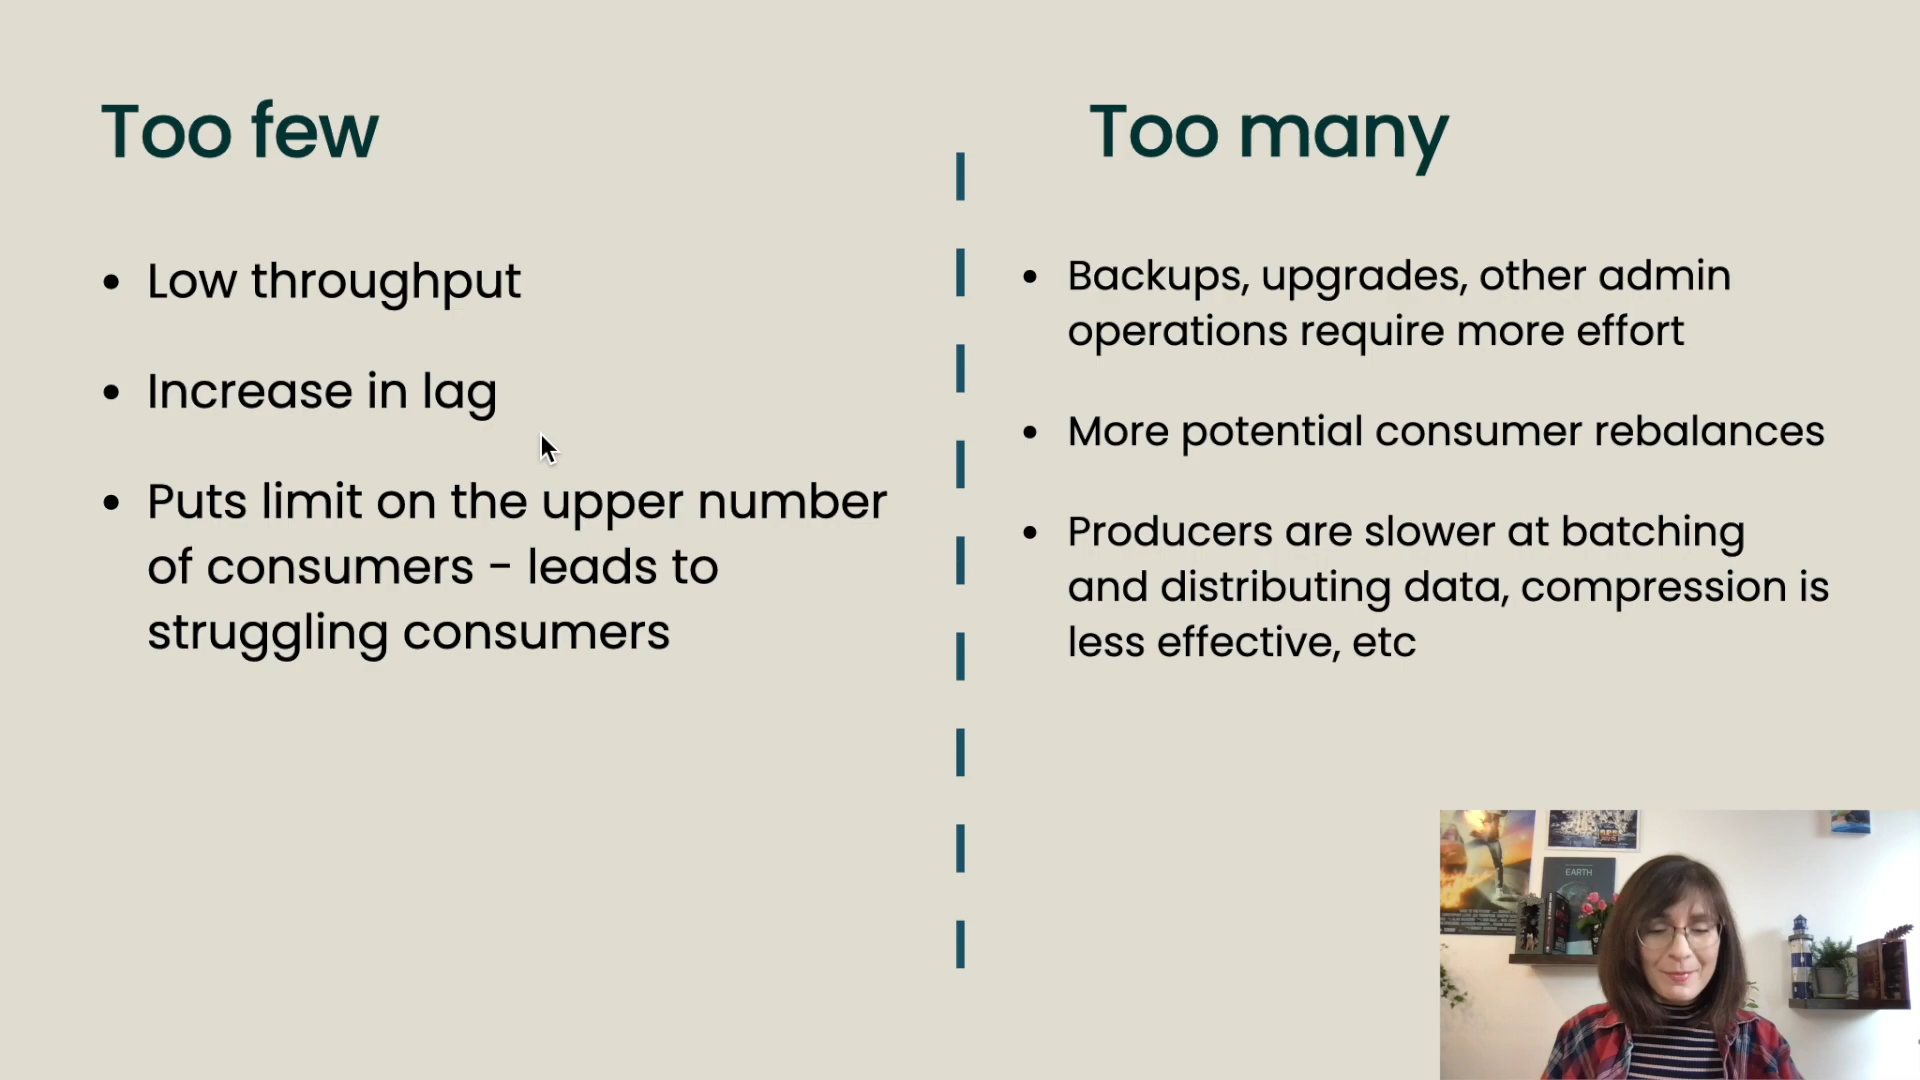 Too few
Low throughput
Increase in lag
Puts limit on the upper number
of consumers - leads to
struggling consumers
Too many
Backups, upgrades, other admin
operations require more effort
More potential consumer rebalances
Producers are slower at batching
and distributing data, compression is
less effective, etc
EARTH